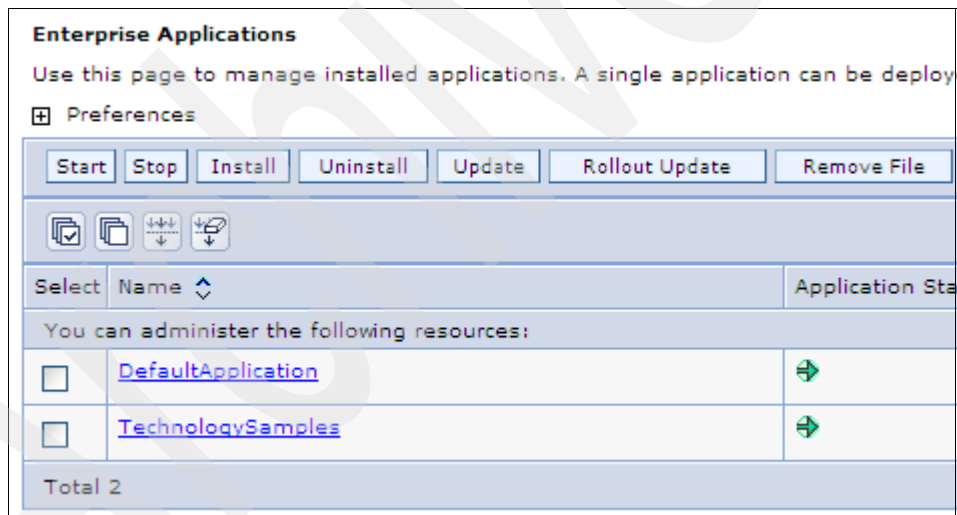 Enterprise Applications
Use this page to manage installed applications. A single application can be deploy
Preferences
Start Stop Install Uninstall Update Rollout Update Remove File
Select Name Application Sta
You can administer the following resources:
DefaultApplication
TechnologySamples
Total 2